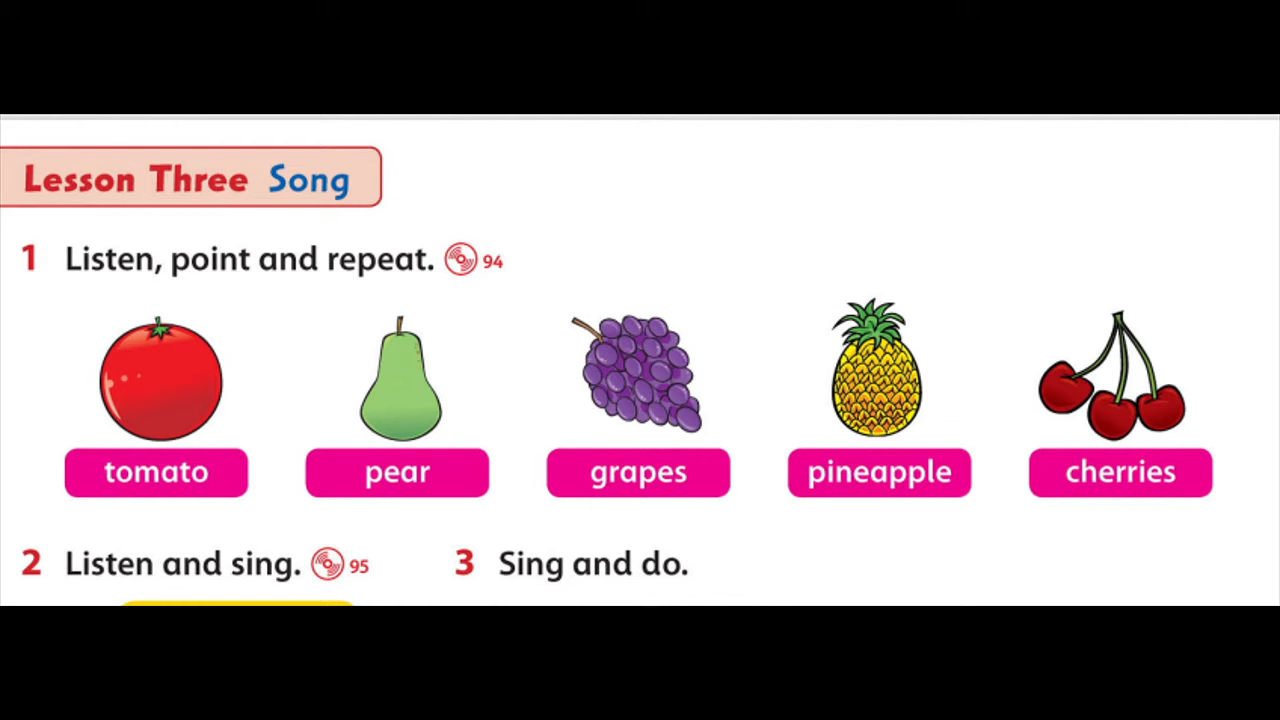 Lesson Three Song
1 Listen, point and repeat. 94
tomato pear grapes pineapple cherries
2 Listen and sing. 95 3 Sing and do.